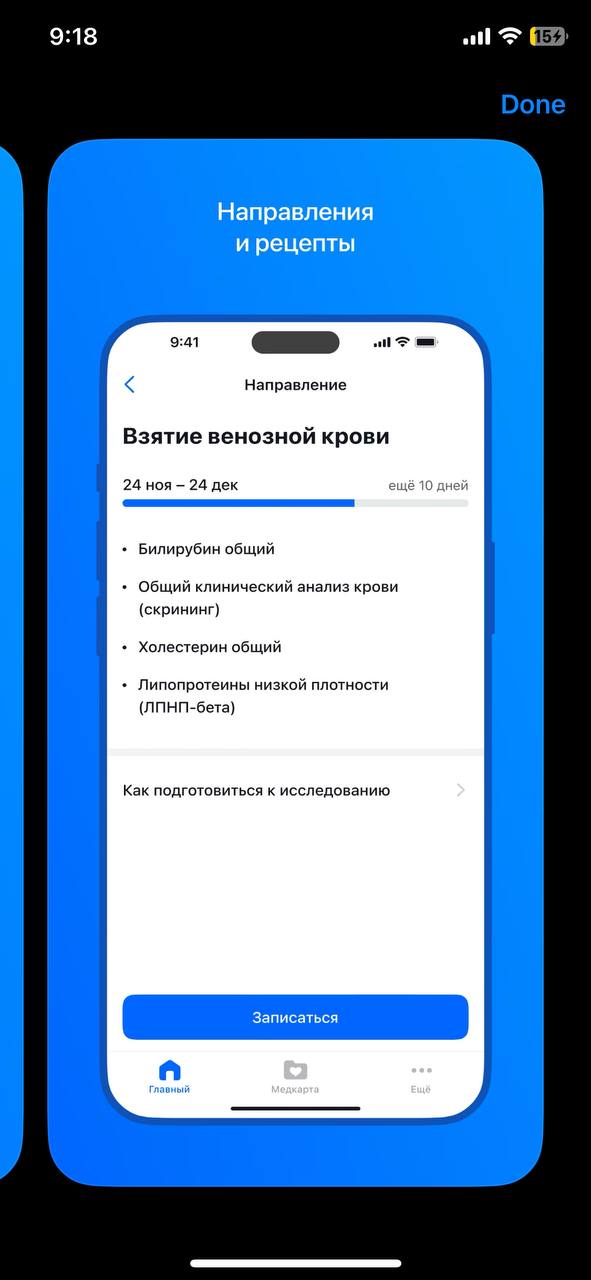 9:18
15
Done
Направления
и рецепты
9:41
Направление
Взятие венозной крови
24 ноя – 24 дек
ещё 10 дней
• Билирубин общий
• Общий клинический анализ крови
(скрининг)
• Холестерин общий
• Липопротеины низкой плотности
(ЛПНП-бета)
Как подготовиться к исследованию
Записаться
Главный
Медкарта
Ещё